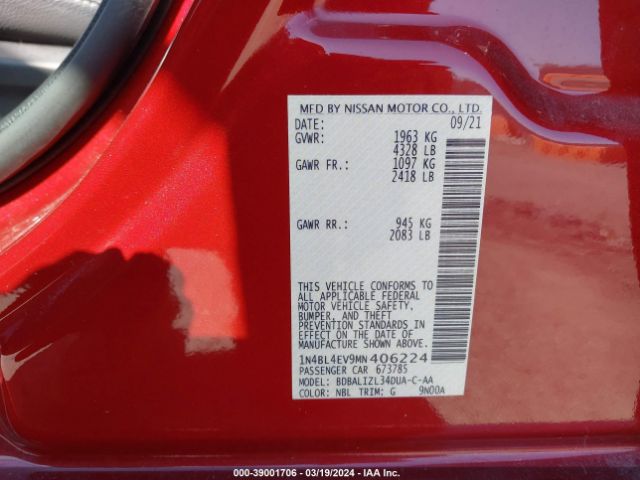 MFD BY NISSAN MOTOR CO., LTD.
DATE: 09/21
GVWR: 1963 KG
4328 LB
GAWR FR.: 1097 KG
2418 LB
GAWR RR.: 945 KG
2083 LB
THIS VEHICLE CONFORMS TO
ALL APPLICABLE FEDERAL
MOTOR VEHICLE SAFETY,
BUMPER, AND THEFT
PREVENTION STANDARDS IN
EFFECT ON THE DATE OF
MANUFACTURE SHOWN ABOVE.
1N4BL4EV9MN406224
PASSENGER CAR 673785
MODEL: BDBALIZL34DUA-C-AA
COLOR: NBL TRIM: G 9N00A
000-39001706 - 03/19/2024 - IAA Inc.